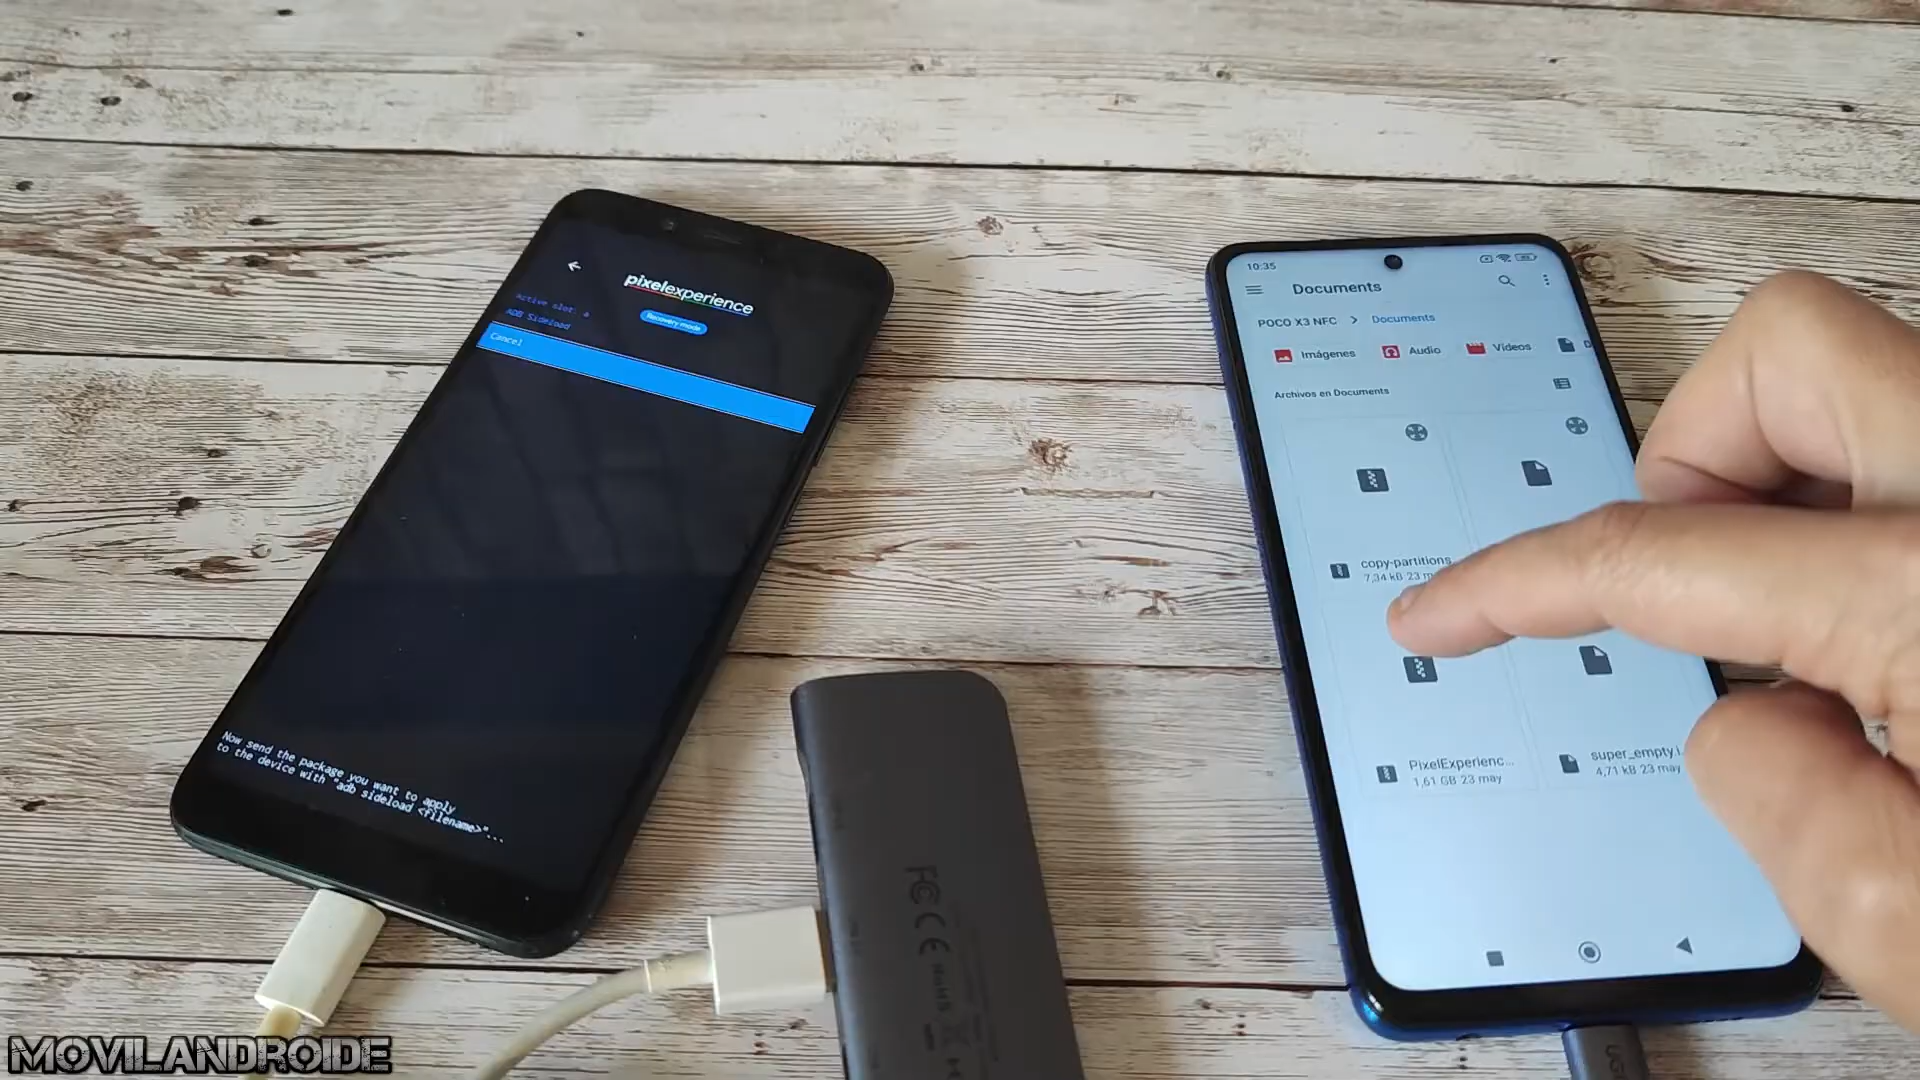 pixelexperience
Recovery mode
Active slot: a
ADB Sideload
Cancel
Now send the package you want to apply
to the device with "adb sideload <filename>"...
10:35
Documents
POCO X3 NFC > Documents
Imágenes
Audio
Vídeos
D
Archivos en Documents
copy-partitions
7,34 kB 23 m
PixelExperienc...
1,61 GB 23 may
super_empty.i...
4,71 kB 23 may
FC CE
RoHS
MOVILANDROIDE